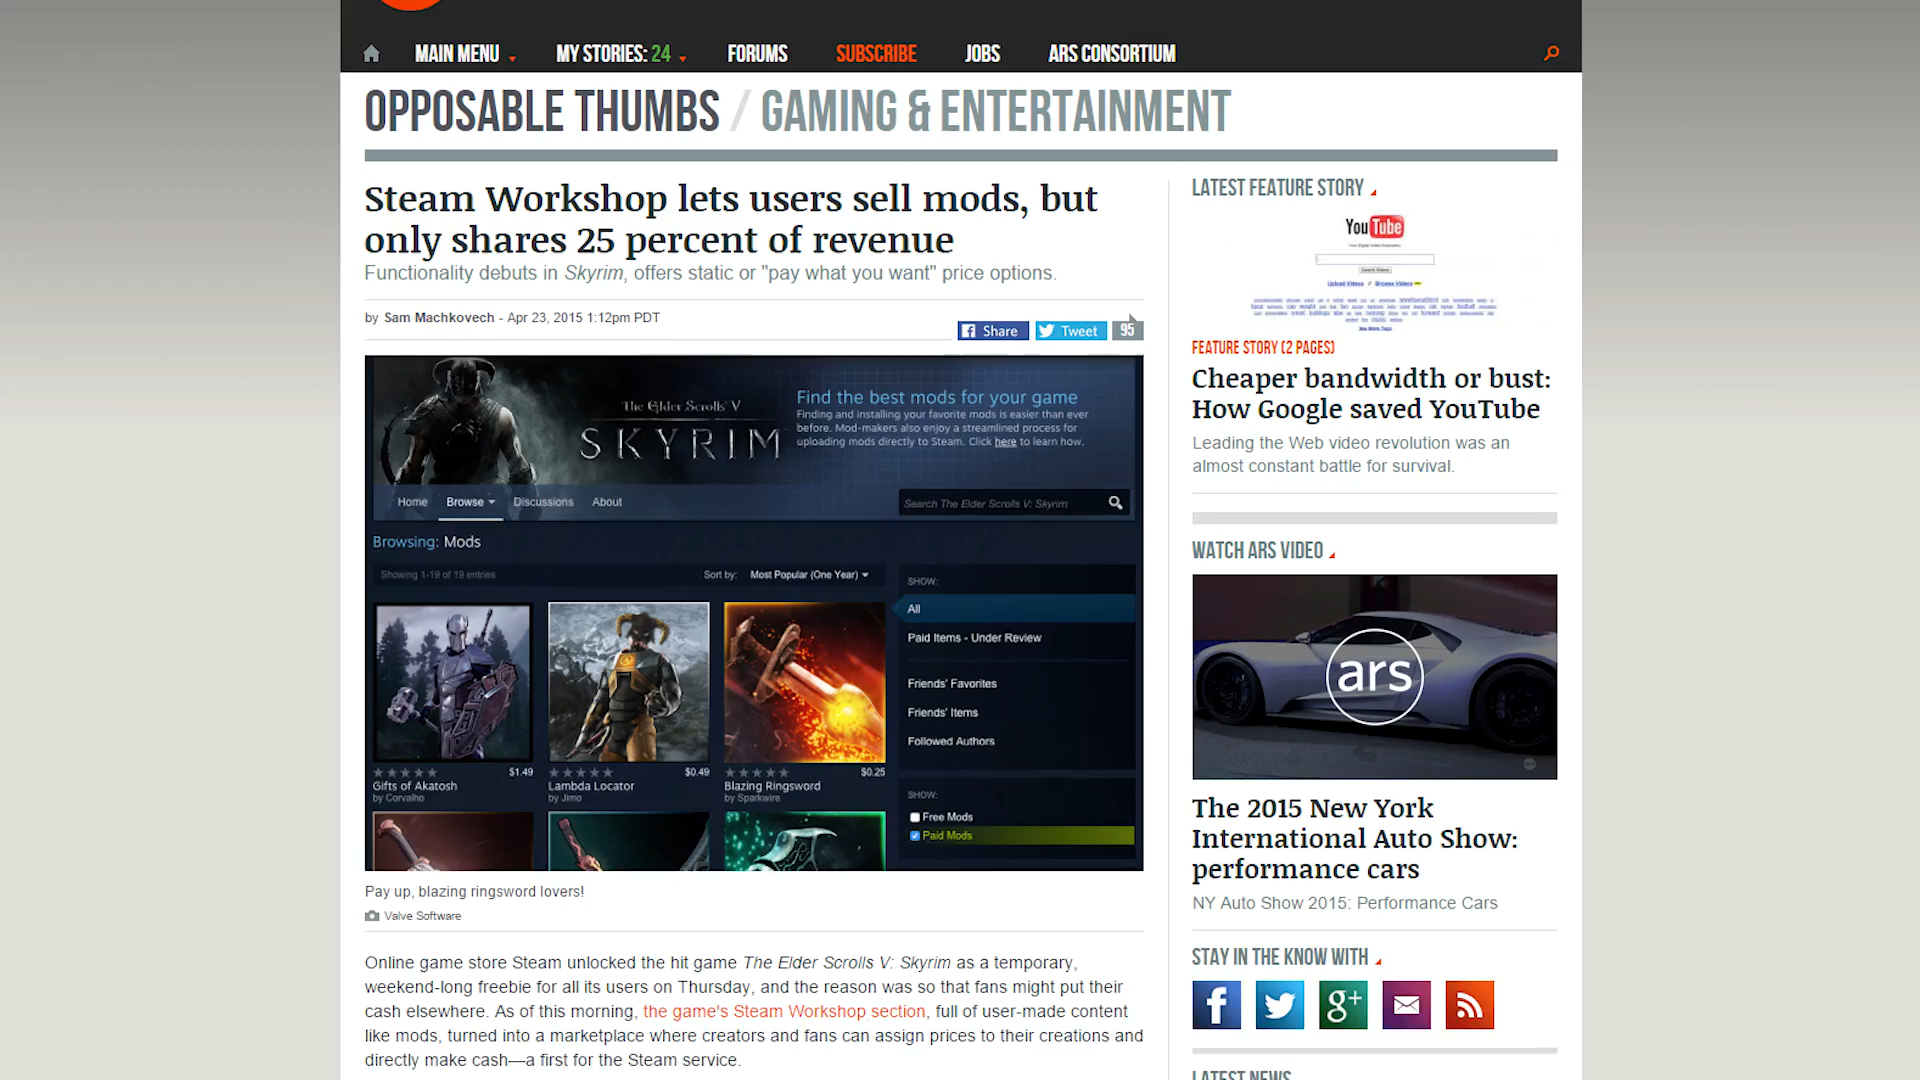 MAIN MENU
MY STORIES: 24
FORUMS
SUBSCRIBE
JOBS
ARS CONSORTIUM
OPPOSABLE THUMBS / GAMING & ENTERTAINMENT
Steam Workshop lets users sell mods, but
only shares 25 percent of revenue
Functionality debuts in Skyrim, offers static or "pay what you want" price options.
by Sam Machkovech - Apr 23, 2015 1:12pm PDT
Share
Tweet
95
The Elder Scrolls V
SKYRIM
Find the best mods for your game
Finding and installing your favorite mods is easier than ever
before. Mod-makers also enjoy a streamlined process for
uploading mods directly to Steam. Click here to learn how.
Home
Browse
Discussions
About
Search The Elder Scrolls V: Skyrim
Browsing: Mods
Showing 1-19 of 19 entries
Sort by: Most Popular (One Year)
SHOW:
All
Paid Items - Under Review
Friends' Favorites
Friends' Items
Followed Authors
$1.49
Gifts of Akatosh
by Corvalho
$0.49
Lambda Locator
by Jimo
$0.25
Blazing Ringsword
by Sparkwire
SHOW:
Free Mods
Paid Mods
Pay up, blazing ringsword lovers!
Valve Software
Online game store Steam unlocked the hit game The Elder Scrolls V: Skyrim as a temporary,
weekend-long freebie for all its users on Thursday, and the reason was so that fans might put their
cash elsewhere. As of this morning, the game's Steam Workshop section, full of user-made content
like mods, turned into a marketplace where creators and fans can assign prices to their creations and
directly make cash—a first for the Steam service.
LATEST FEATURE STORY
YouTube
Search Videos
Upload Videos / Browse Videos
See More Tags
FEATURE STORY (2 PAGES)
Cheaper bandwidth or bust:
How Google saved YouTube
Leading the Web video revolution was an
almost constant battle for survival.
WATCH ARS VIDEO
ars
The 2015 New York
International Auto Show:
performance cars
NY Auto Show 2015: Performance Cars
STAY IN THE KNOW WITH
f
g+
LATEST NEWS